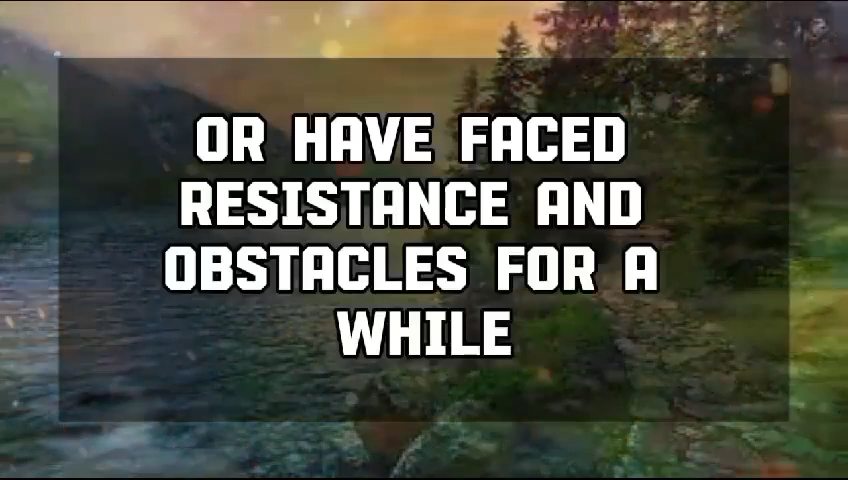 OR HAVE FACED
RESISTANCE AND
OBSTACLES FOR A
WHILE